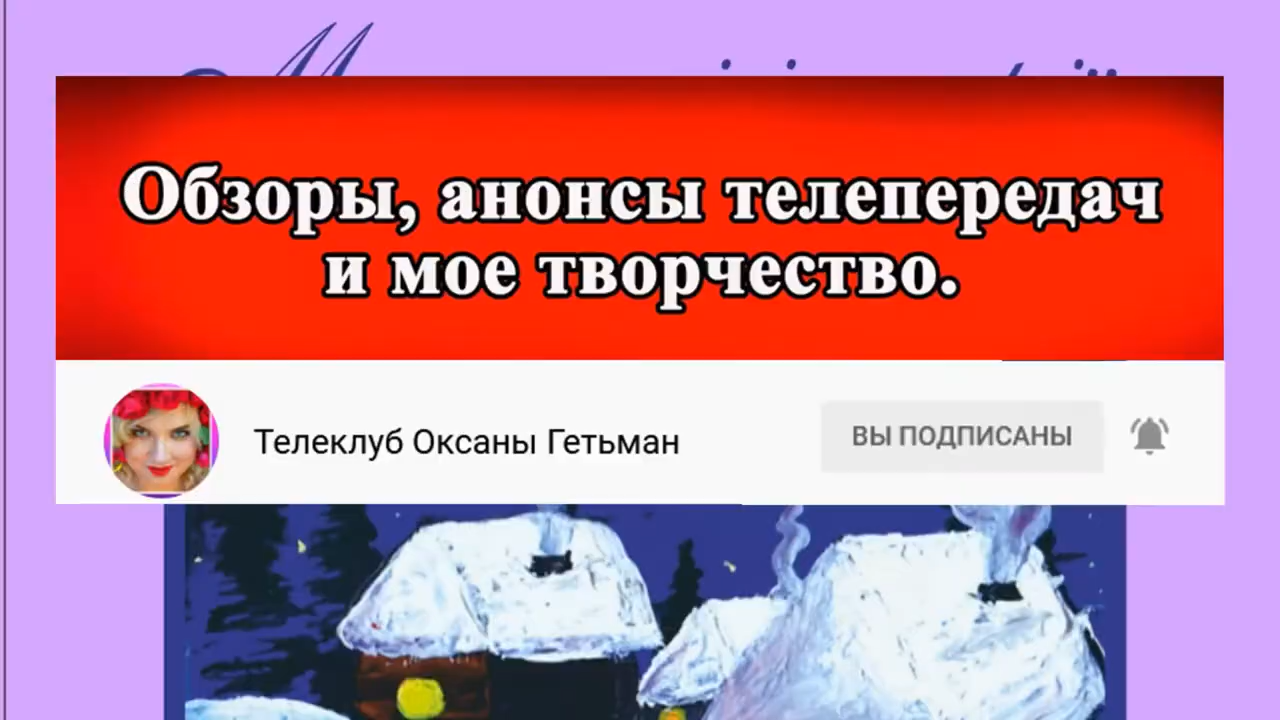 Обзоры, анонсы телепередач
и мое творчество.
Телеклуб Оксаны Гетьман
ВЫ ПОДПИСАНЫ